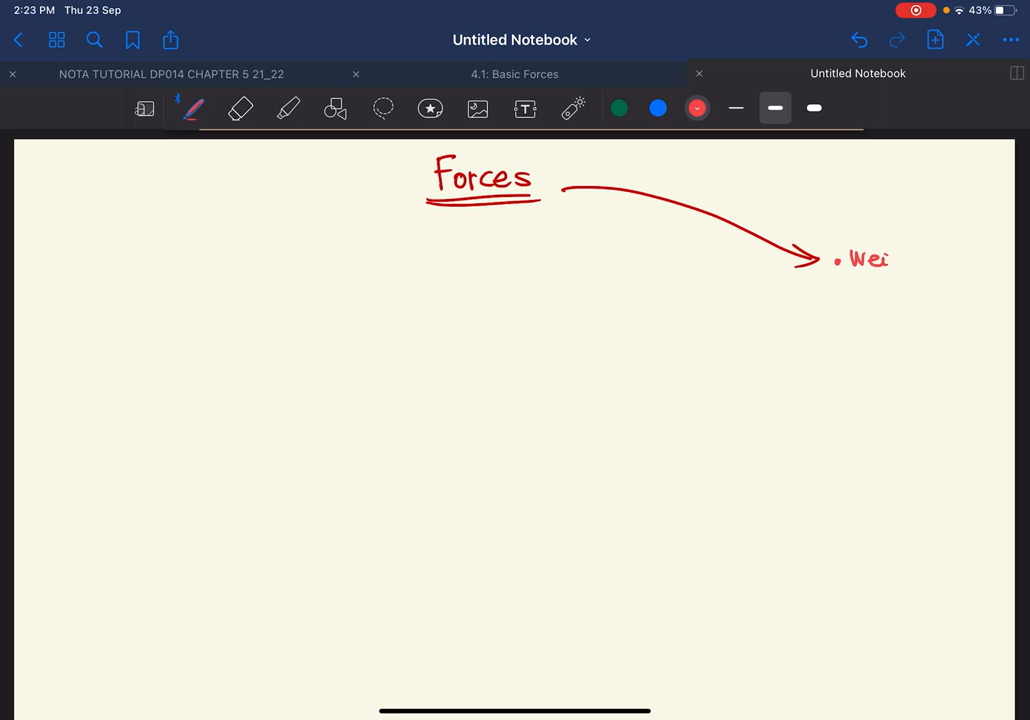 2:23 PM Thu 23 Sep
43%
Untitled Notebook
NOTA TUTORIAL DP014 CHAPTER 5 21_22
4.1: Basic Forces
Untitled Notebook
T
Forces
• Wei